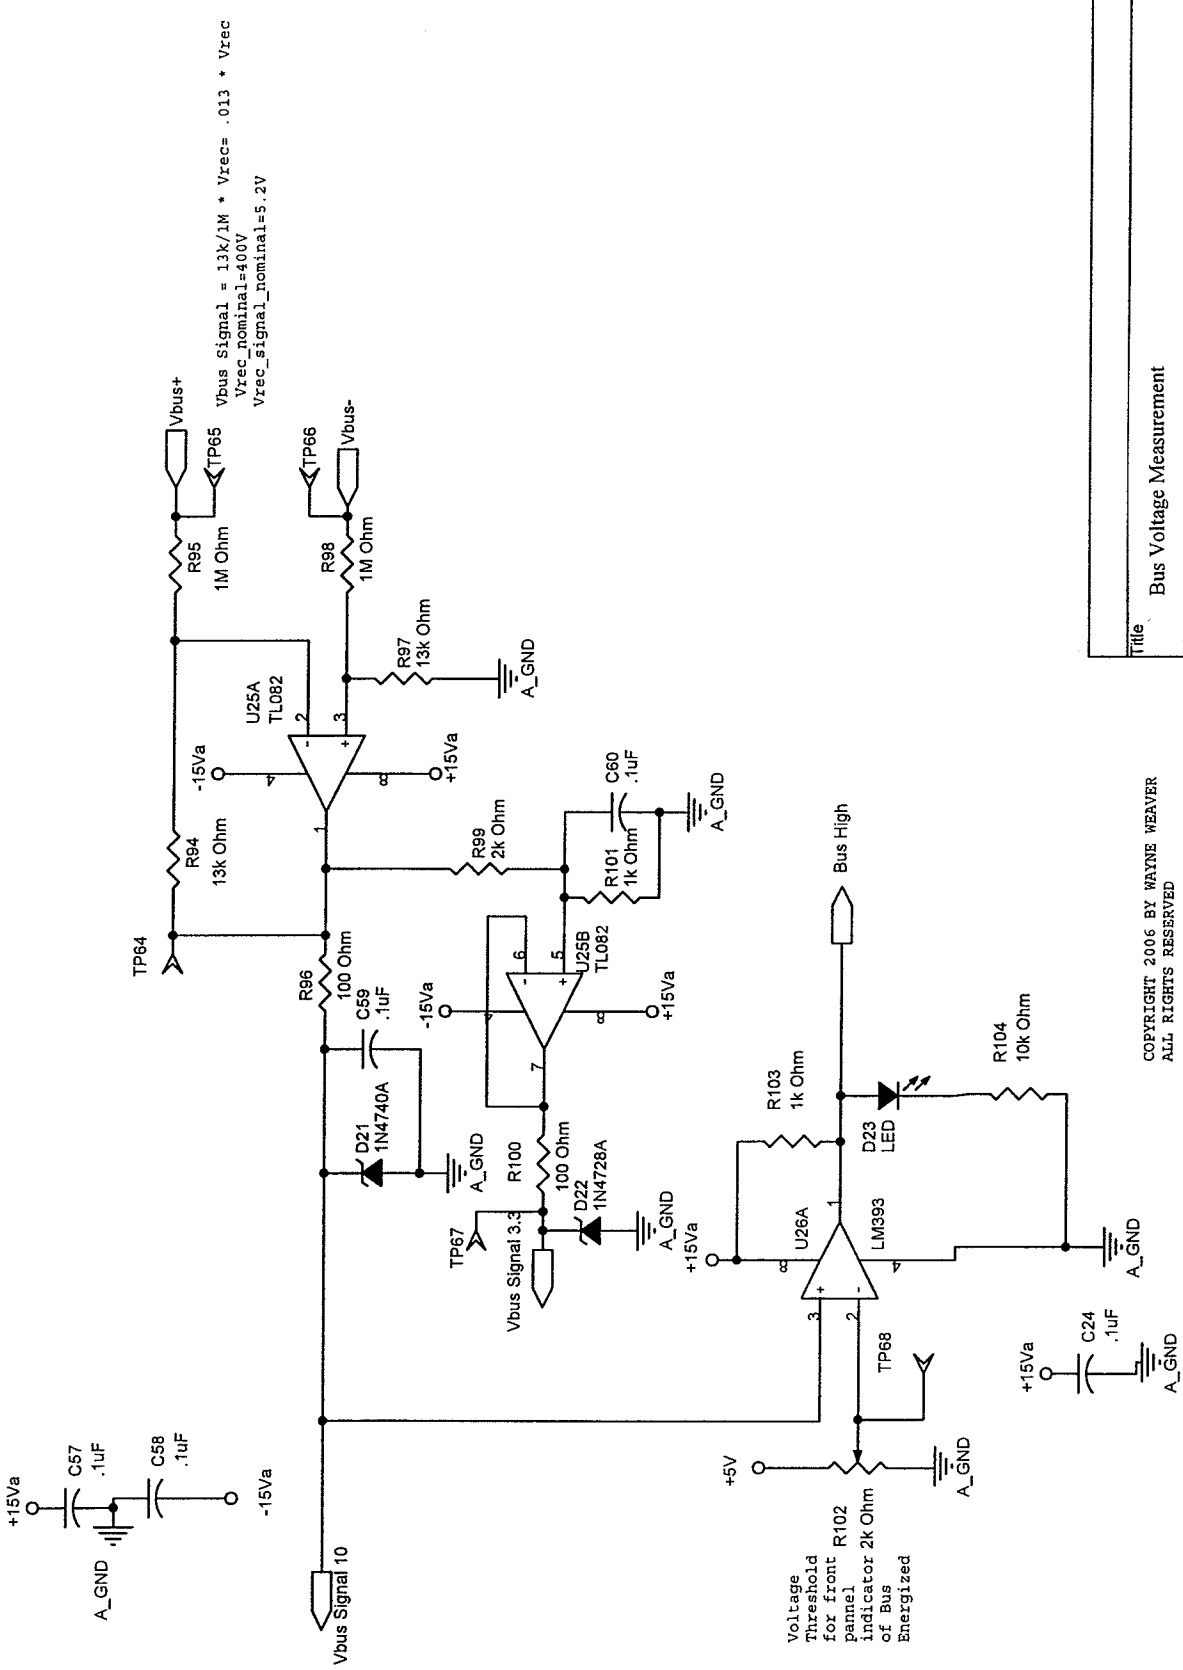 +15Va
C57
.1uF
A_GND
C58
.1uF
-15Va
Vbus Signal 10
TP64
R94
13k Ohm
R95
1M Ohm
Vbus+
TP65
Vbus Signal = 13k/1M * Vrec= .013 * Vrec
Vrec_nominal=400V
Vrec_signal_nominal=5.2V
TP66
Vbus-
R98
1M Ohm
R97
13k Ohm
A_GND
U25A
TL082
-15Va
4
2
-
3
+
8
+15Va
1
R96
100 Ohm
C59
.1uF
D21
1N4740A
A_GND
R99
2k Ohm
C60
.1uF
R101
1k Ohm
A_GND
U25B
TL082
-15Va
4
6
-
5
+
8
+15Va
7
R100
100 Ohm
TP67
Vbus Signal 3.3
D22
1N4728A
A_GND
+15Va
U26A
LM393
8
3
+
2
-
4
1
R103
1k Ohm
Bus High
D23
LED
R104
10k Ohm
A_GND
TP68
+5V
R102
2k Ohm
A_GND
Voltage
Threshold
for front
pannel
indicator
of Bus
Energized
+15Va
C24
.1uF
A_GND
COPYRIGHT 2006 BY WAYNE WEAVER
ALL RIGHTS RESERVED
Title
Bus Voltage Measurement